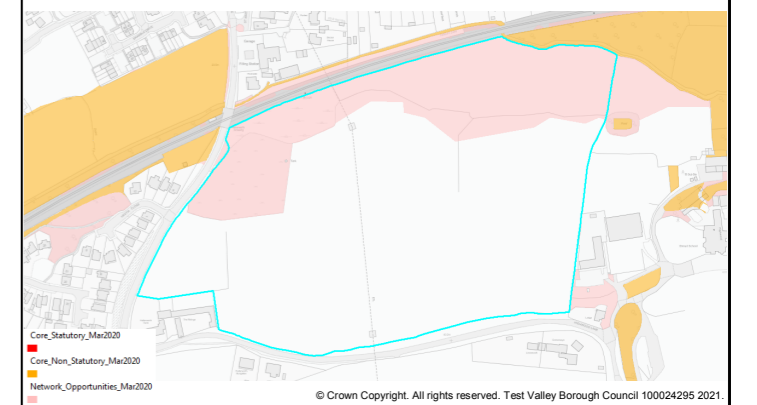 Core_Statutory_Mar2020
Core_Non_Statutory_Mar2020
Network_Opportunities_Mar2020
© Crown Copyright. All rights reserved. Test Valley Borough Council 100024295 2021.